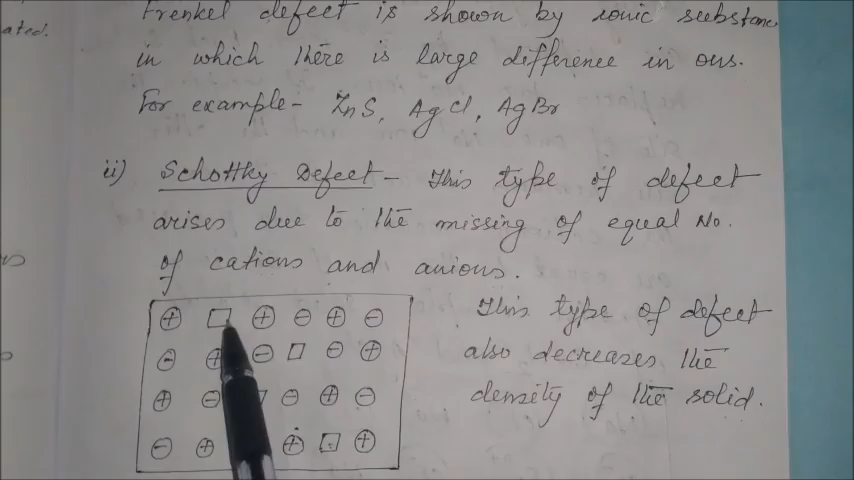 ated.
Frenkel defect is shown by ionic substance
in which there is large difference in ous.
For example- ZnS, AgCl, AgBr
ii) Schottky Defect - This type of defect
arises due to the missing of equal No.
of cations and anions.
This type of defect
also decreases the
density of the solid.
+ + - + -
- + - - +
+ - - + -
- + + +